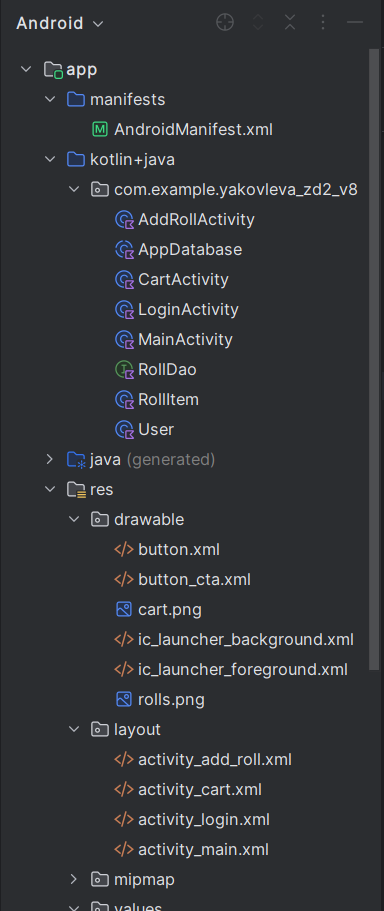 Android
app
manifests
AndroidManifest.xml
kotlin+java
com.example.yakovleva_zd2_v8
AddRollActivity
AppDatabase
CartActivity
LoginActivity
MainActivity
RollDao
RollItem
User
java (generated)
res
drawable
button.xml
button_cta.xml
cart.png
ic_launcher_background.xml
ic_launcher_foreground.xml
rolls.png
layout
activity_add_roll.xml
activity_cart.xml
activity_login.xml
activity_main.xml
mipmap
values